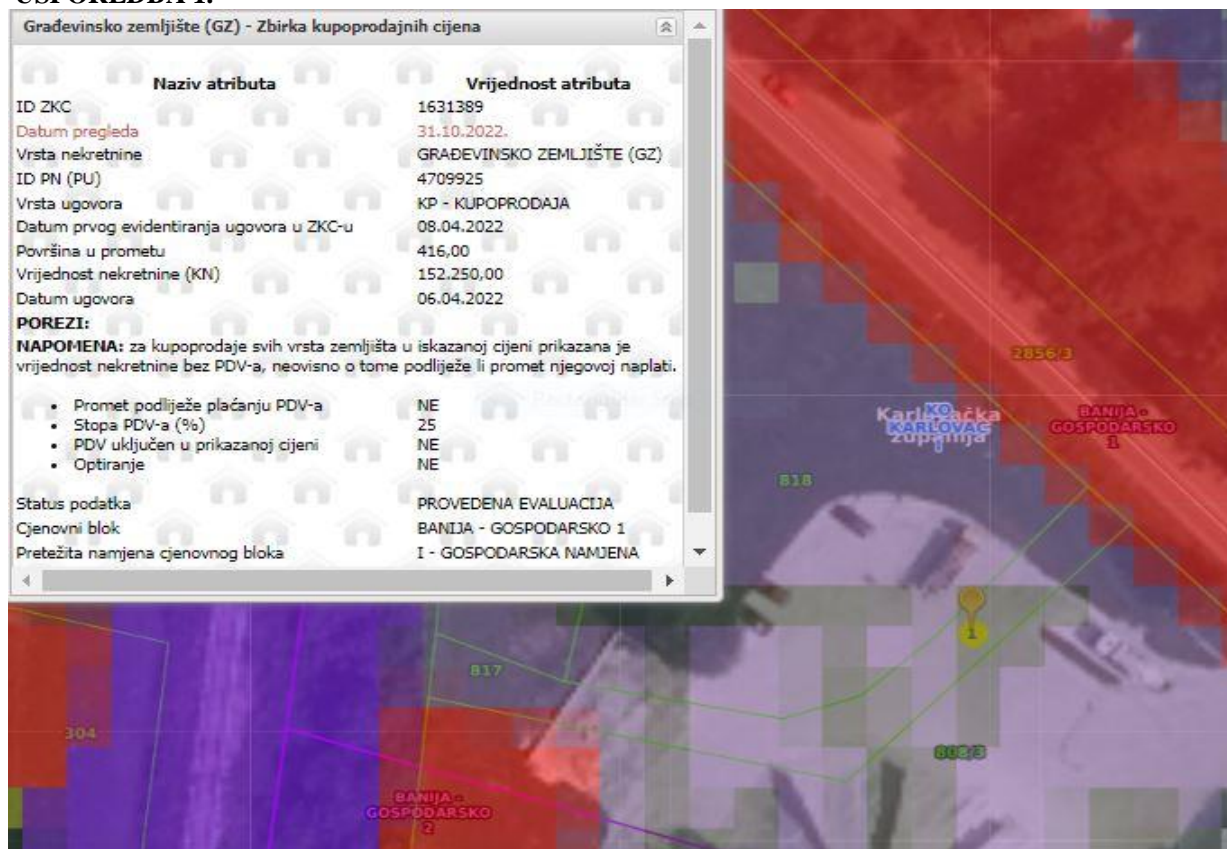 USPOREDBA 1.
Građevinsko zemljište (GZ) - Zbirka kupoprodajnih cijena
Naziv atributa Vrijednost atributa
ID ZKC 1631389
Datum pregleda 31.10.2022.
Vrsta nekretnine GRAĐEVINSKO ZEMLJIŠTE (GZ)
ID PN (PU) 4709925
Vrsta ugovora KP - KUPOPRODAJA
Datum prvog evidentiranja ugovora u ZKC-u 08.04.2022
Površina u prometu 416,00
Vrijednost nekretnine (KN) 152.250,00
Datum ugovora 06.04.2022
POREZI:
NAPOMENA: za kupoprodaje svih vrsta zemljišta u iskazanoj cijeni prikazana je
vrijednost nekretnine bez PDV-a, neovisno o tome podliježe li promet njegovoj naplati.
• Promet podliježe plaćanju PDV-a NE
• Stopa PDV-a (%) 25
• PDV uključen u prikazanoj cijeni NE
• Optiranje NE
Status podatka PROVEDENA EVALUACIJA
Cjenovni blok BANIJA - GOSPODARSKO 1
Pretežita namjena cjenovnog bloka I - GOSPODARSKA NAMJENA
2856/3
Karlovačka
županija
KO
KARLOVAC
I
BANIJA -
GOSPODARSKO
1
818
1
817
304
808/3
BANIJA -
GOSPODARSKO
2